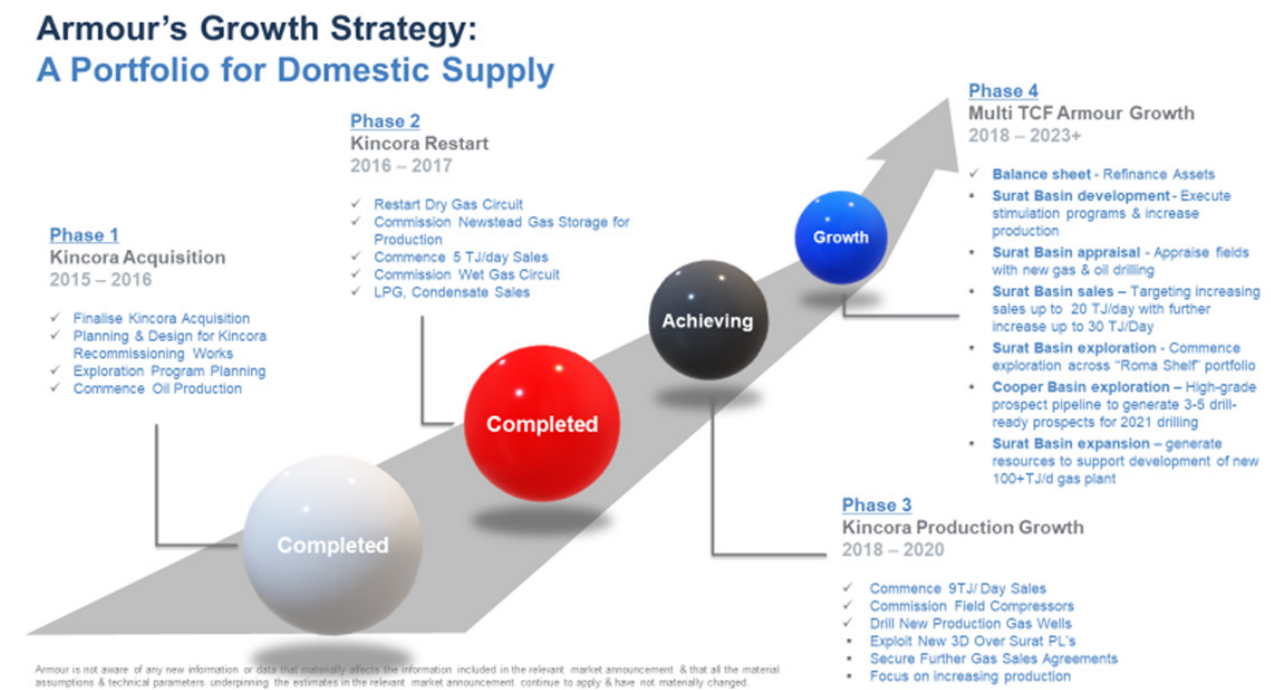 Armour's Growth Strategy:
A Portfolio for Domestic Supply
Phase 1
Kincora Acquisition
2015 – 2016
✓ Finalise Kincora Acquisition
✓ Planning & Design for Kincora
Recommissioning Works
✓ Exploration Program Planning
✓ Commence Oil Production
Completed
Phase 2
Kincora Restart
2016 – 2017
✓ Restart Dry Gas Circuit
✓ Commission Newstead Gas Storage for
Production
✓ Commence 5 TJ/day Sales
✓ Commission Wet Gas Circuit
✓ LPG, Condensate Sales
Completed
Achieving
Phase 3
Kincora Production Growth
2018 – 2020
✓ Commence 9TJ/ Day Sales
✓ Commission Field Compressors
✓ Drill New Production Gas Wells
▪ Exploit New 3D Over Surat PL's
▪ Secure Further Gas Sales Agreements
▪ Focus on increasing production
Growth
Phase 4
Multi TCF Armour Growth
2018 – 2023+
✓ Balance sheet - Refinance Assets
▪ Surat Basin development - Execute
stimulation programs & increase
production
▪ Surat Basin appraisal - Appraise fields
with new gas & oil drilling
▪ Surat Basin sales – Targeting increasing
sales up to 20 TJ/day with further
increase up to 30 TJ/Day
▪ Surat Basin exploration - Commence
exploration across "Roma Shelf" portfolio
▪ Cooper Basin exploration – High-grade
prospect pipeline to generate 3-5 drill-
ready prospects for 2021 drilling
▪ Surat Basin expansion – generate
resources to support development of new
100+TJ/d gas plant
Armour is not aware of any new information or data that materially affects the information included in the relevant market announcement & that all the material
assumptions & technical parameters underpinning the estimates in the relevant market announcement continue to apply & have not materially changed.